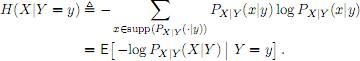 H(X|Y = y) ≜ − ∑_{x∈supp(P_{X|Y}(·|y))} P_{X|Y}(x|y) log P_{X|Y}(x|y)
= E[−log P_{X|Y}(X|Y) | Y = y] .